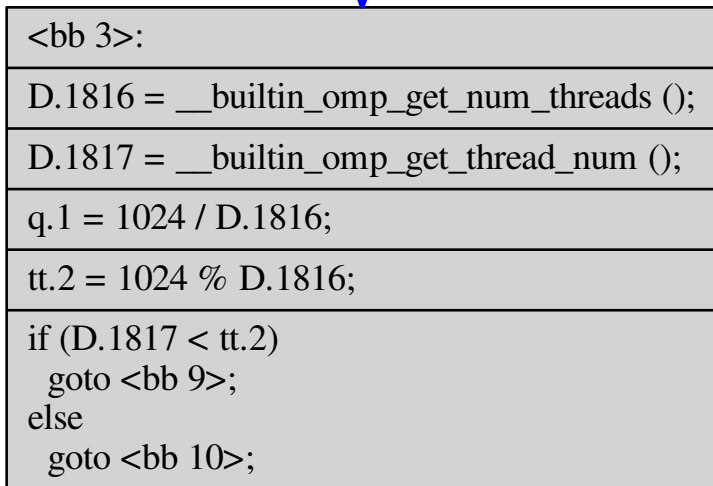 <bb 3>:
D.1816 = __builtin_omp_get_num_threads ();
D.1817 = __builtin_omp_get_thread_num ();
q.1 = 1024 / D.1816;
tt.2 = 1024 % D.1816;
if (D.1817 < tt.2)
goto <bb 9>;
else
goto <bb 10>;